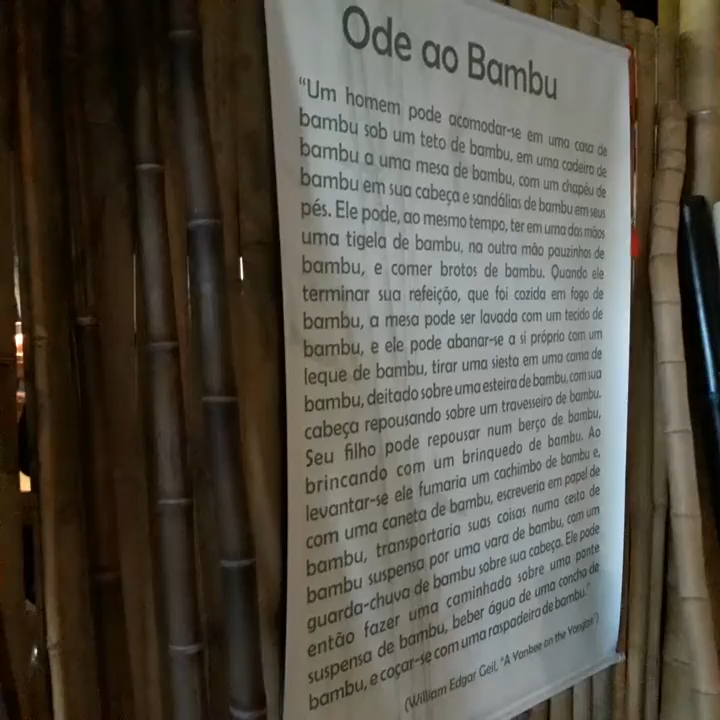 Ode ao Bambu
“Um homem pode acomodar-se em uma casa de
bambu sob um teto de bambu, em uma cadeira de
bambu a uma mesa de bambu, com um chapéu de
bambu em sua cabeça e sandálias de bambu em seus
pés. Ele pode, ao mesmo tempo, ter em uma das mãos
uma tigela de bambu, na outra mão pauzinhos de
bambu, e comer brotos de bambu. Quando ele
terminar sua refeição, que foi cozida em fogo de
bambu, a mesa pode ser lavada com um tecido de
bambu, e ele pode abanar-se a si próprio com um
leque de bambu, tirar uma siesta em uma cama de
bambu, deitado sobre uma esteira de bambu, com sua
cabeça repousando sobre um travesseiro de bambu.
Seu filho pode repousar num berço de bambu,
brincando com um brinquedo de bambu. Ao
levantar-se ele fumaria um cachimbo de bambu e,
com uma caneta de bambu, escreveria em papel de
bambu, transportaria suas coisas numa cesta de
bambu suspensa por uma vara de bambu, com um
guarda-chuva de bambu sobre sua cabeça. Ele pode
então fazer uma caminhada sobre uma ponte
suspensa de bambu, beber água de uma concha de
bambu, e coçar-se com uma raspadeira de bambu.”
(William Edgar Geil, “A Yankee on the Yangtze”)